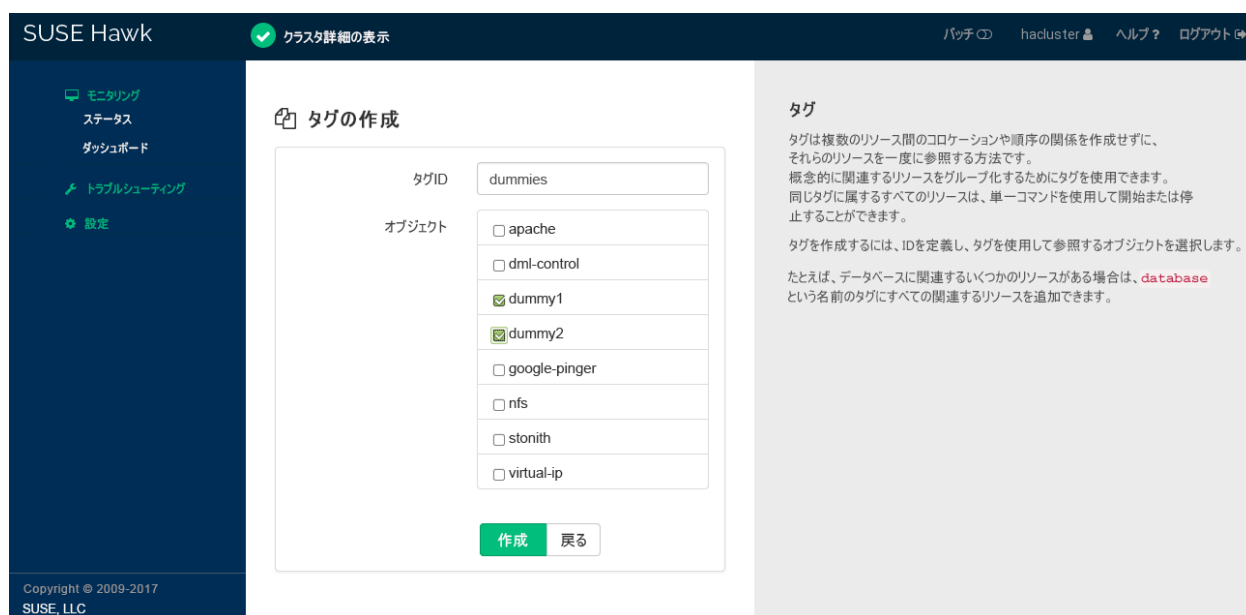 SUSE Hawk
クラスタ詳細の表示
バッチ
hacluster
ヘルプ ?
ログアウト
モニタリング
ステータス
ダッシュボード
トラブルシューティング
設定
タグの作成
タグID
dummies
オブジェクト
apache
dml-control
dummy1
dummy2
google-pinger
nfs
stonith
virtual-ip
作成
戻る
タグ
タグは複数のリソース間のコロケーションや順序の関係を作成せずに、
それらのリソースを一度に参照する方法です。
概念的に関連するリソースをグループ化するためにタグを使用できます。
同じタグに属するすべてのリソースは、単一コマンドを使用して開始または停
止することができます。
タグを作成するには、IDを定義し、タグを使用して参照するオブジェクトを選択します。
たとえば、データベースに関連するいくつかのリソースがある場合は、database
という名前のタグにすべての関連するリソースを追加できます。
Copyright © 2009-2017
SUSE, LLC